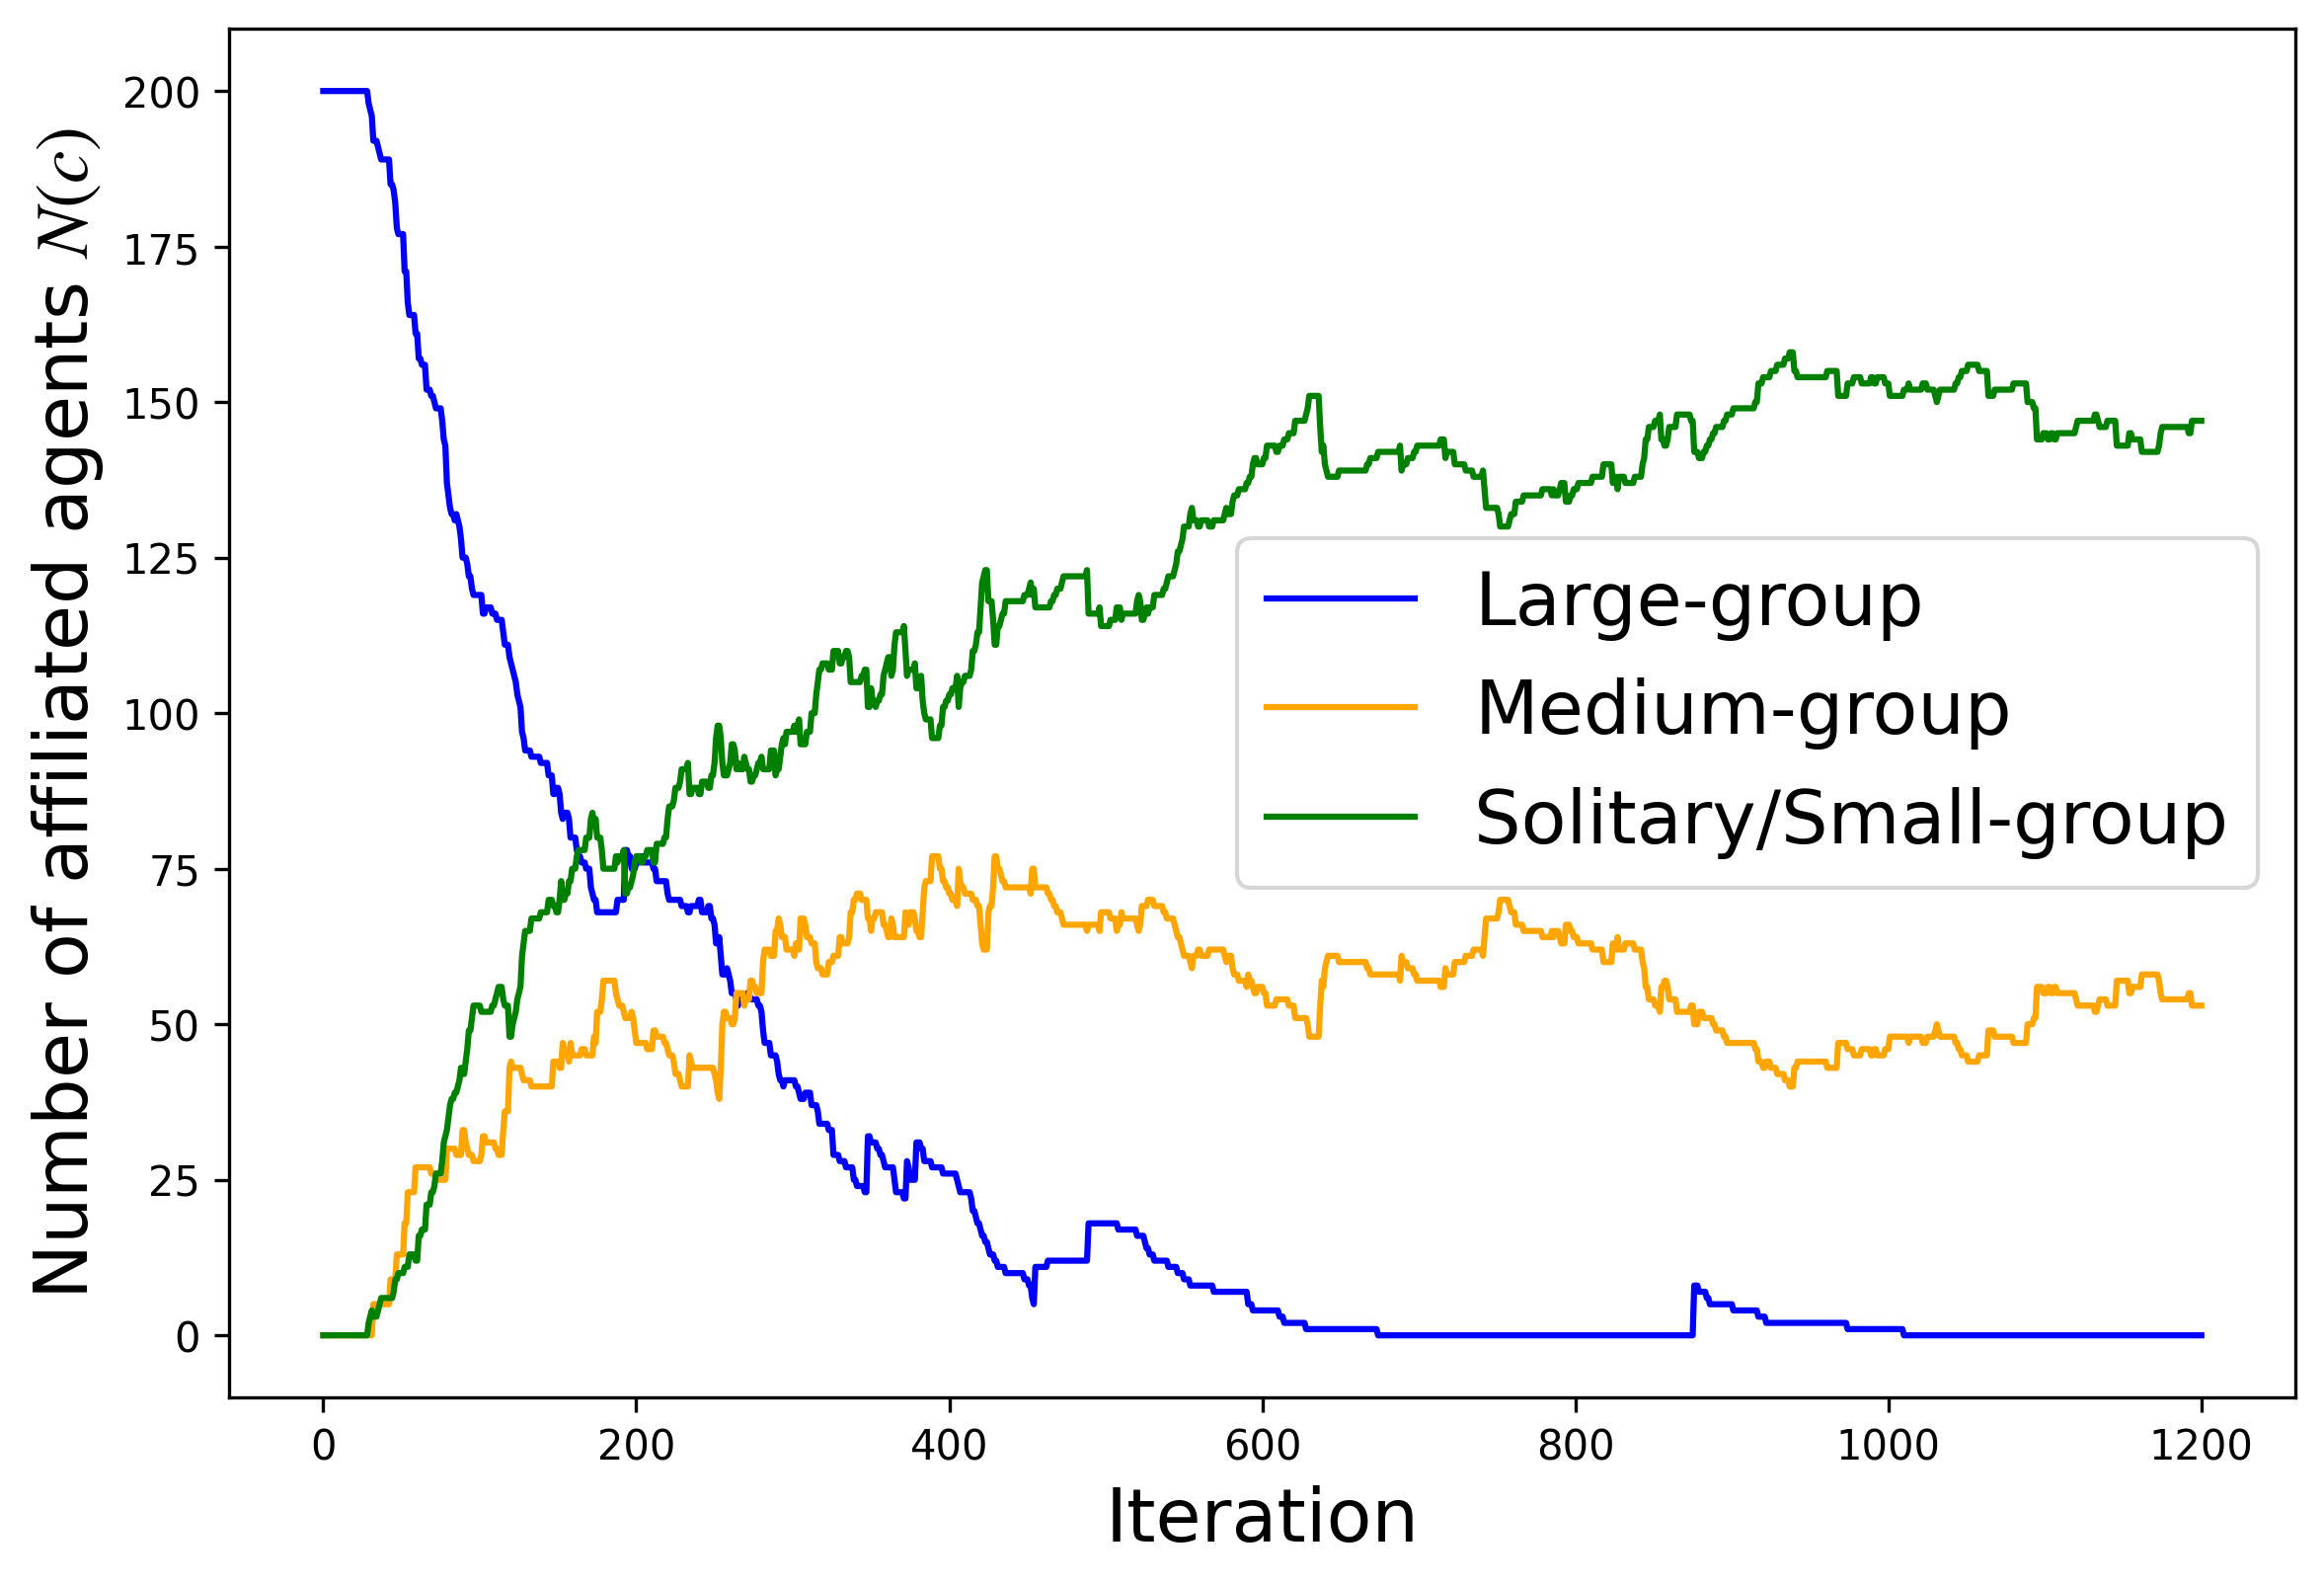 Number of affiliated agents N(c)
200
175
150
125
100
75
50
25
0
Large-group
Medium-group
Solitary/Small-group
0 200 400 600 800 1000 1200
Iteration